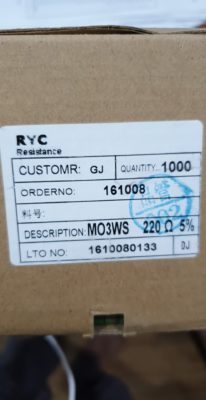 RYC
Resistance
CUSTOMR: GJ QUANTITY. 1000
ORDERNO: 161008
料号:
DESCRIPTION: MO3WS 220 Ω 5%
LTO NO: 1610080133 DJ